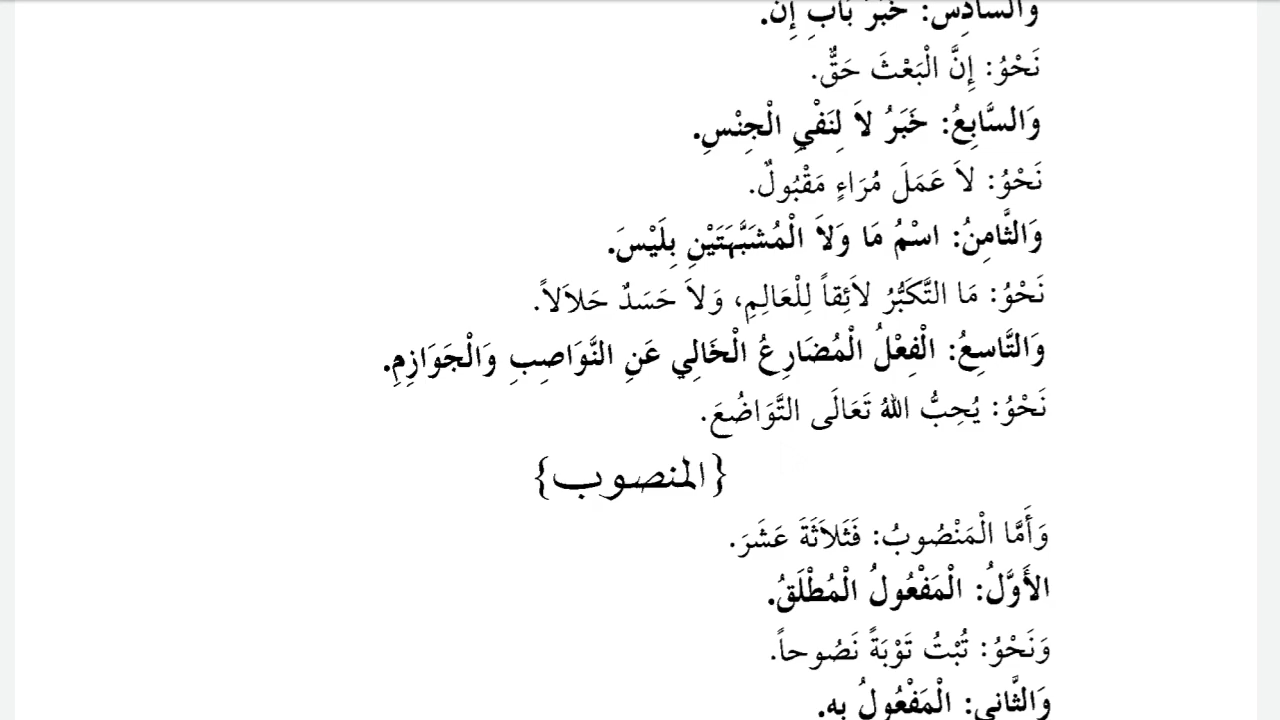 وَالسَّادِسُ: خَبَرُ بَابِ إِنَّ.
نَحْوُ: إِنَّ الْبَعْثَ حَقٌّ.
وَالسَّابِعُ: خَبَرُ لاَ لِنَفْيِ الْجِنْسِ.
نَحْوُ: لاَ عَمَلَ مُرَاءٍ مَقْبُولٌ.
وَالثَّامِنُ: اسْمُ مَا وَلاَ الْمُشَبَّهَتَيْنِ بِلَيْسَ.
نَحْوُ: مَا التَّكَبُّرُ لاَئِقاً لِلْعَالِمِ، وَلاَ حَسَدٌ حَلاَلاً.
وَالتَّاسِعُ: الْفِعْلُ الْمُضَارِعُ الْخَالِي عَنِ النَّوَاصِبِ وَالْجَوَازِمِ.
نَحْوُ: يُحِبُّ اللهُ تَعَالَى التَّوَاضُعَ.
{المنصوب}
وَأَمَّا الْمَنْصُوبُ: فَثَلاَثَةَ عَشَرَ.
الأَوَّلُ: الْمَفْعُولُ الْمُطْلَقُ.
وَنَحْوُ: تُبْتُ تَوْبَةً نَصُوحاً.
وَالثَّانِي: الْمَفْعُولُ بِهِ.